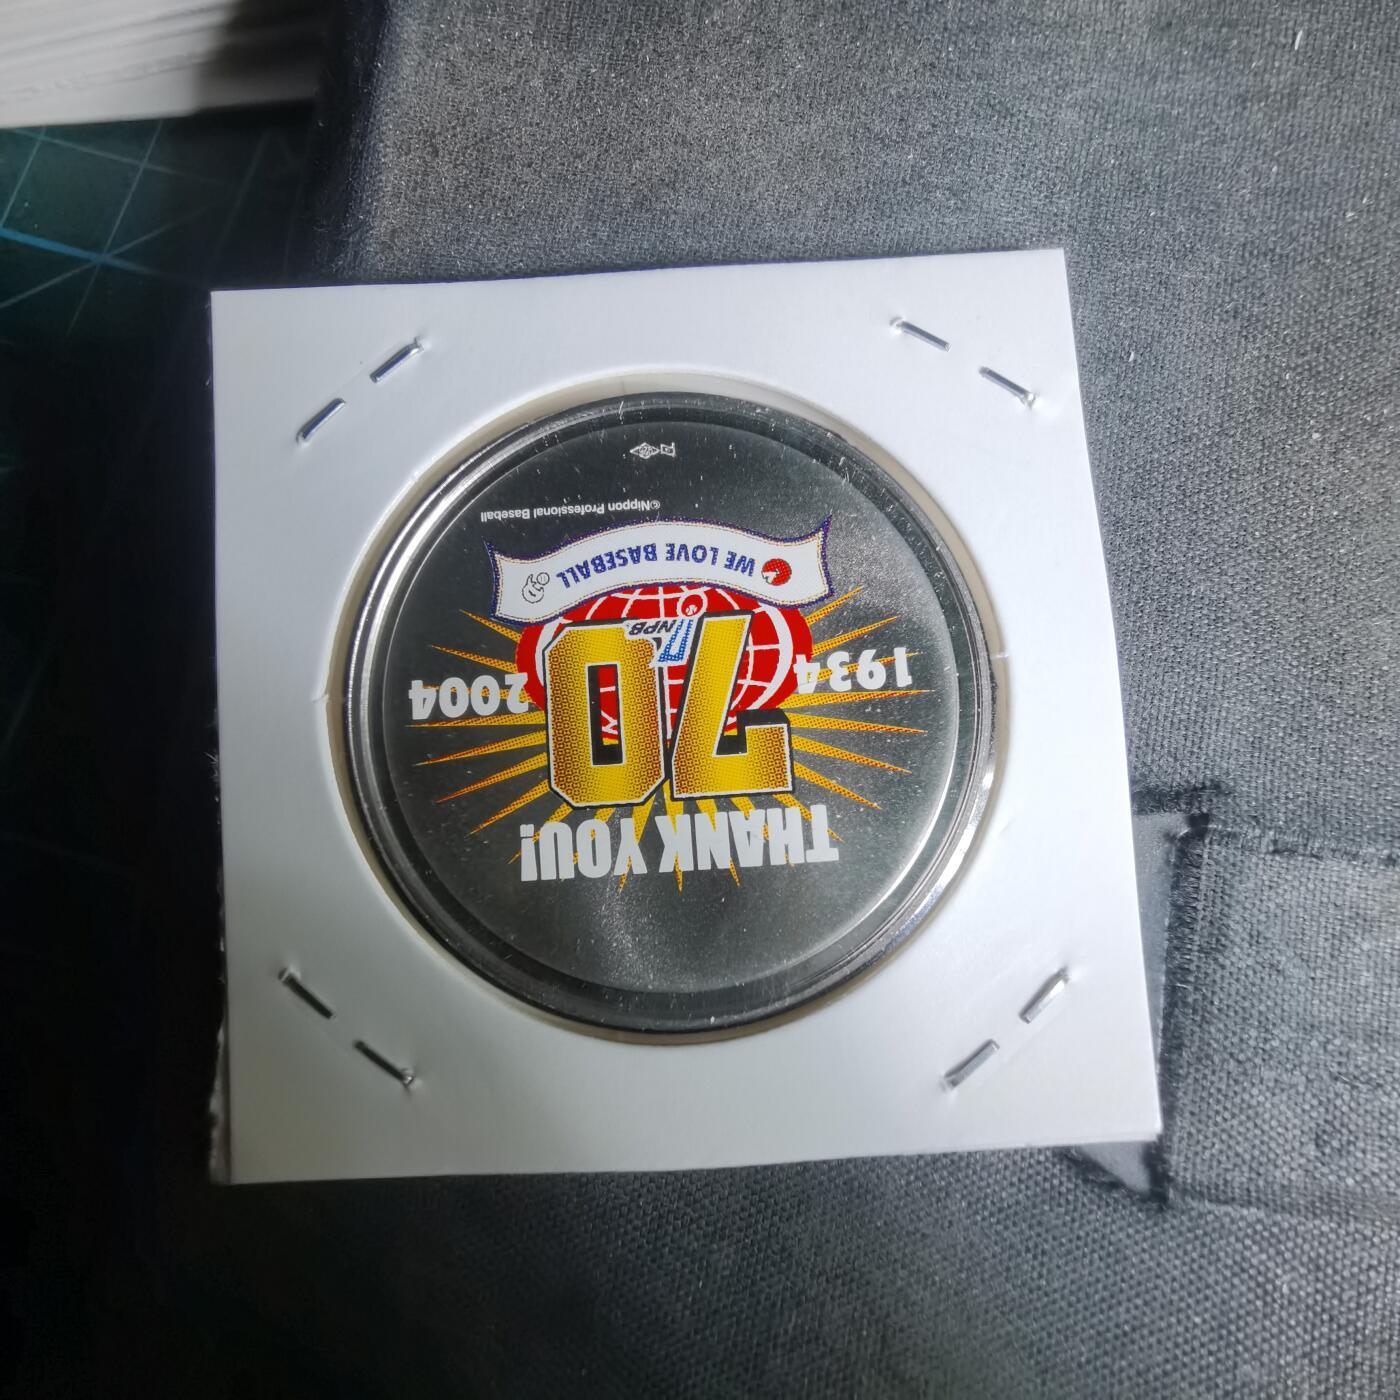 THANK YOU!
1934 70 2004
NPB
WE LOVE BASEBALL
©Nippon Professional Baseball